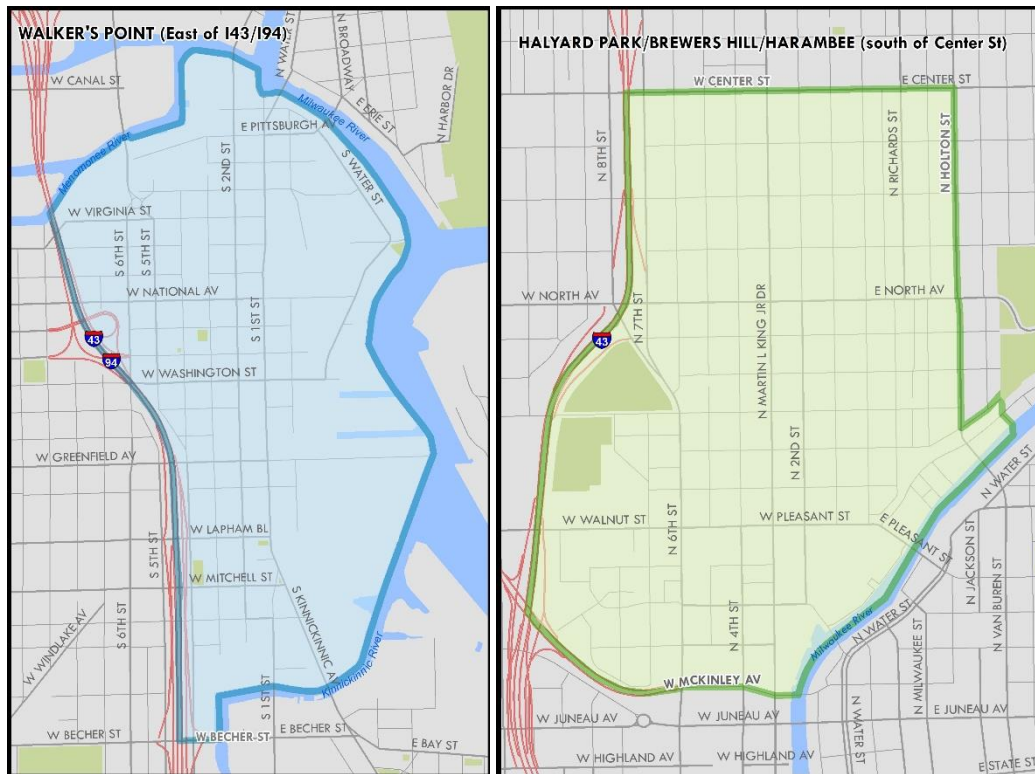 WALKER'S POINT (East of I43/I94)
N WATER ST
N BROADWAY
W CANAL ST
E ERIE ST
N HARBOR DR
Milwaukee River
E PITTSBURGH AV
Menomonee River
S 2ND ST
S WATER ST
W VIRGINIA ST
S 6TH ST
S 5TH ST
W NATIONAL AV
S 1ST ST
43
94
W WASHINGTON ST
W GREENFIELD AV
W LAPHAM BL
S 5TH ST
W MITCHELL ST
S KINNICKINNIC AV
W WINDLAKE AV
S 6TH ST
Kinnickinnic River
S 1ST ST
W BECHER ST
W BECHER ST
E BECHER ST
E BAY ST
HALYARD PARK/BREWERS HILL/HARAMBEE (south of Center St)
W CENTER ST
E CENTER ST
N 8TH ST
N RICHARDS ST
N HOLTON ST
W NORTH AV
E NORTH AV
N 7TH ST
N MARTIN L KING JR DR
43
N 2ND ST
N WATER ST
W WALNUT ST
W PLEASANT ST
E PLEASANT ST
N 6TH ST
N JACKSON ST
N VAN BUREN ST
N 4TH ST
Milwaukee River
N WATER ST
N MILWAUKEE ST
W MCKINLEY AV
W JUNEAU AV
W JUNEAU AV
E JUNEAU AV
N WATER ST
W HIGHLAND AV
W HIGHLAND AV
E STATE ST